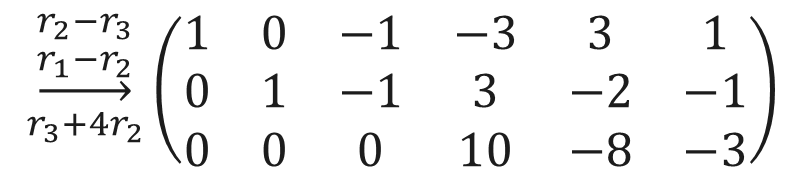 r₂−r₃
r₁−r₂
r₃+4r₂
1 0 −1 −3 3 1
0 1 −1 3 −2 −1
0 0 0 10 −8 −3